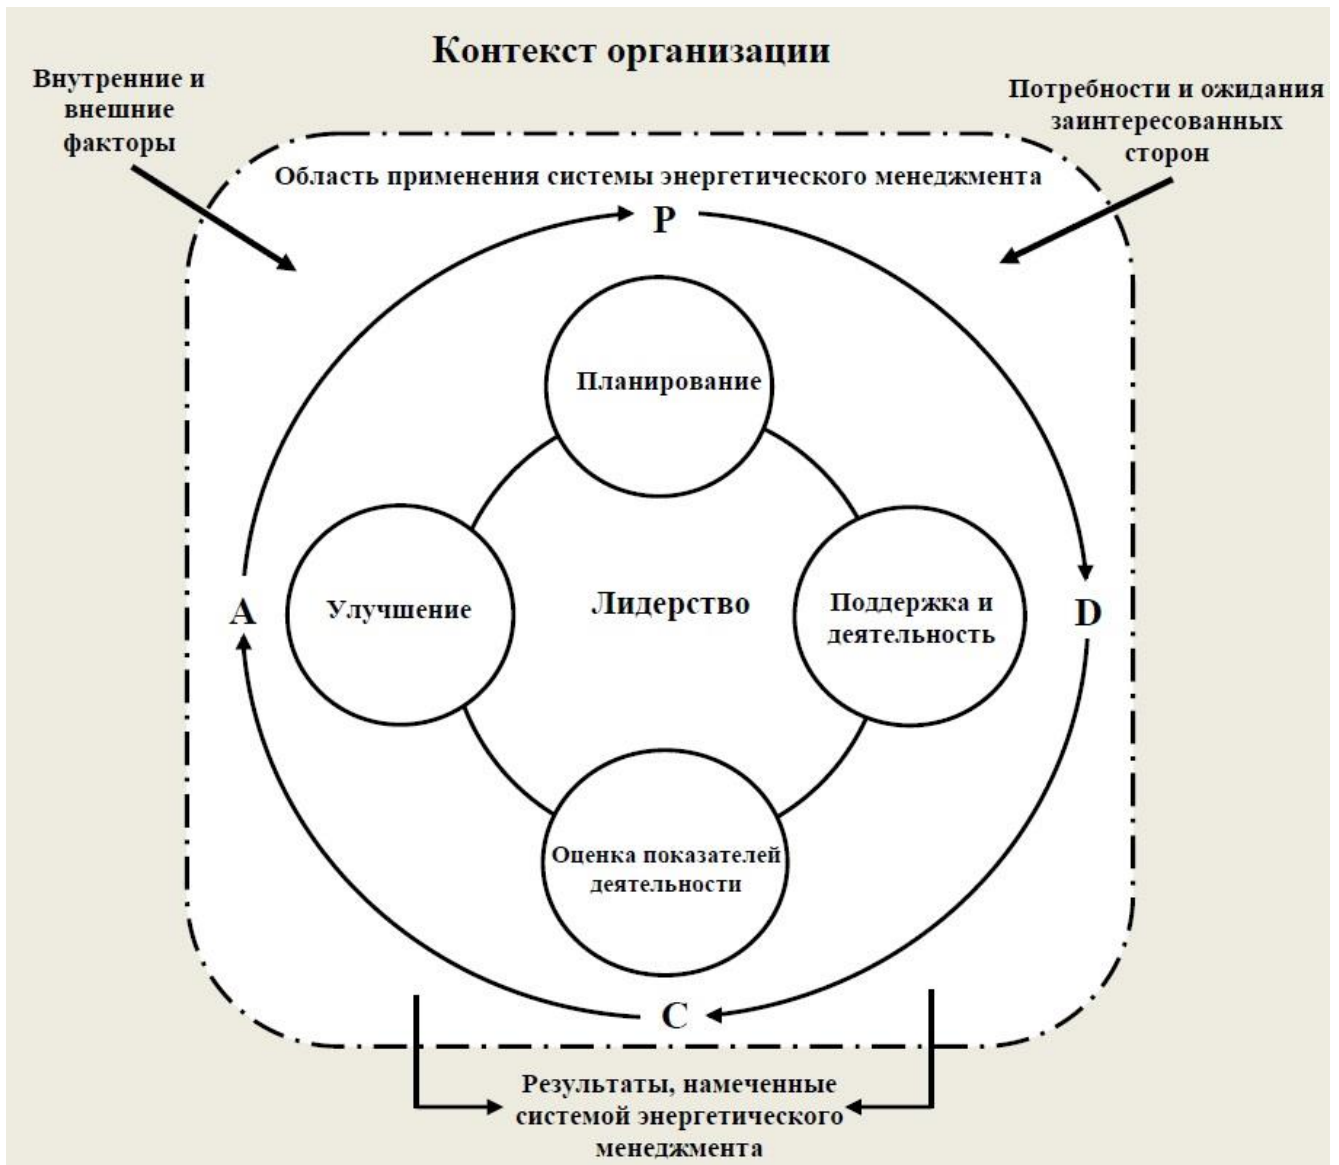 Контекст организации
Внутренние и
внешние
факторы
Потребности и ожидания
заинтересованных
сторон
Область применения системы энергетического менеджмента
P
Планирование
A
Улучшение
Лидерство
Поддержка и
деятельность
D
Оценка показателей
деятельности
C
Результаты, намеченные
системой энергетического
менеджмента